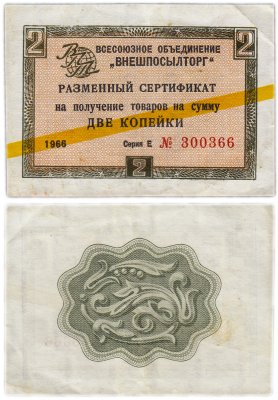 2 ВСЕСОЮЗНОЕ ОБЪЕДИНЕНИЕ 2
„ВНЕШПОСЫЛТОРГ"
РАЗМЕННЫЙ СЕРТИФИКАТ
на получение товаров на сумму
ДВЕ КОПЕЙКИ
1966 Серия Е № 300366
2